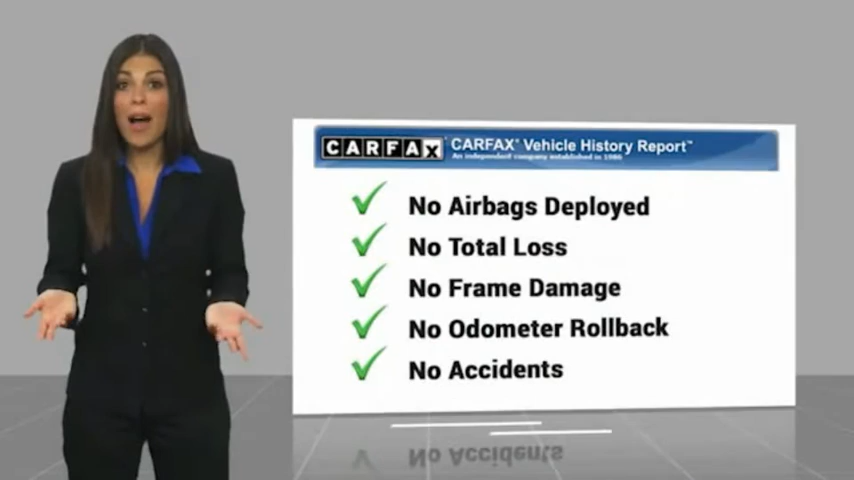 CARFAX CARFAX® Vehicle History Report™
An independent company established in 1986
No Airbags Deployed
No Total Loss
No Frame Damage
No Odometer Rollback
No Accidents
No Accidents